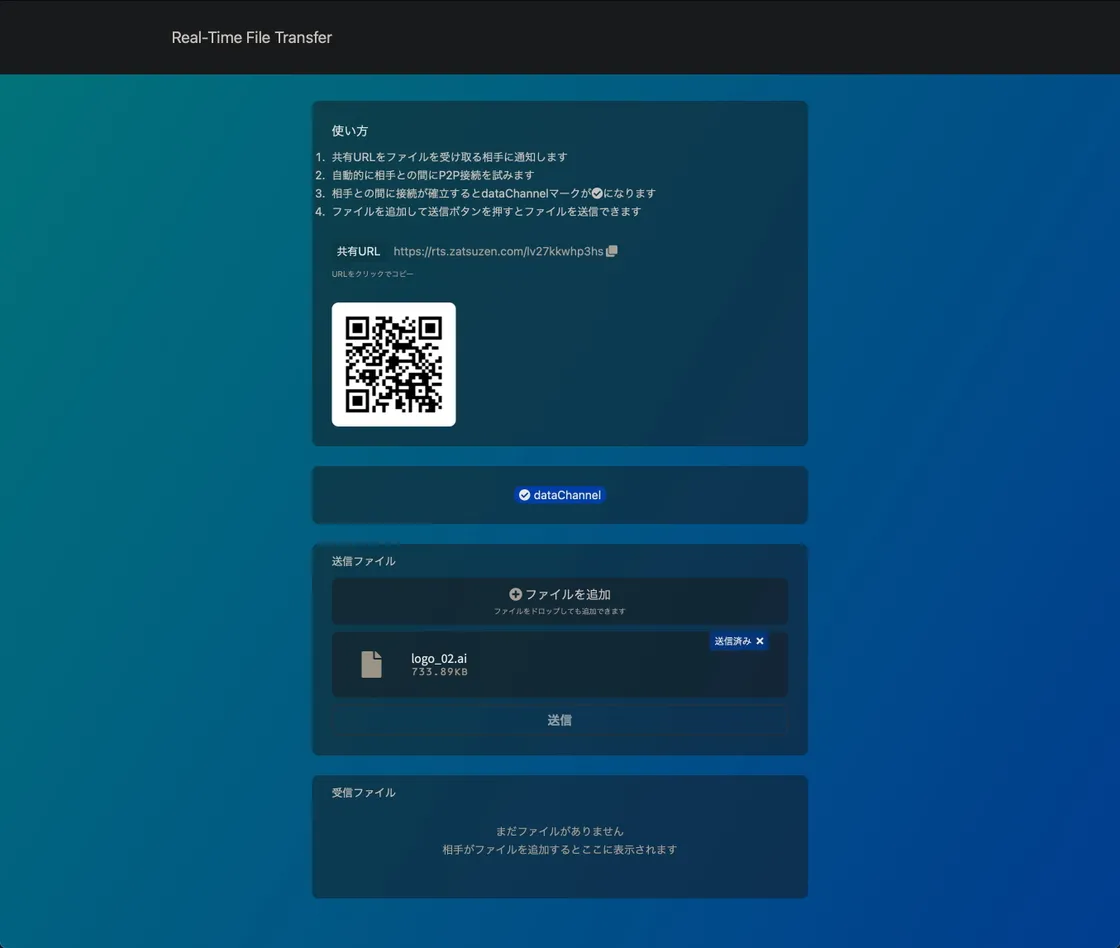 Real-Time File Transfer
使い方
1. 共有URLをファイルを受け取る相手に通知します
2. 自動的に相手との間にP2P接続を試みます
3. 相手との間に接続が確立するとdataChannelマークが になります
4. ファイルを追加して送信ボタンを押すとファイルを送信できます
共有URL https://rts.zatsuzen.com/lv27kkwhp3hs
URLをクリックでコピー
dataChannel
送信ファイル
ファイルを追加
ファイルをドロップしても追加できます
送信済み ×
logo_02.ai
733.89KB
送信
受信ファイル
まだファイルがありません
相手がファイルを追加するとここに表示されます